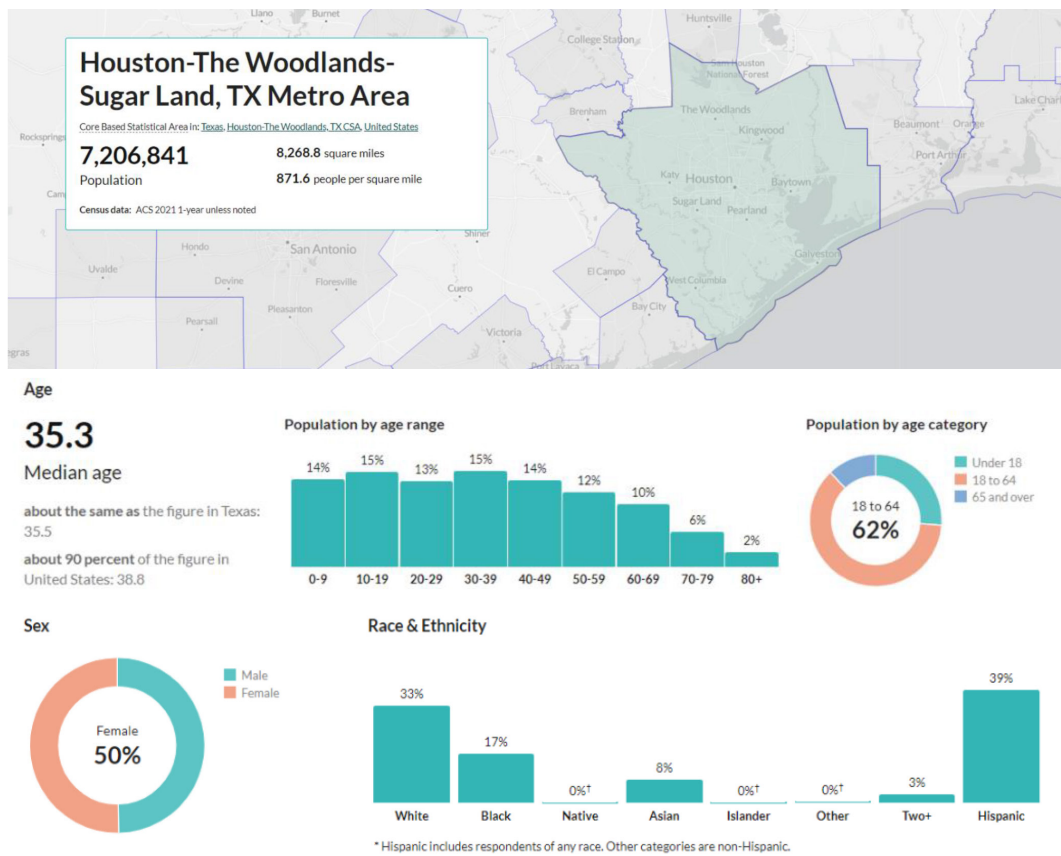 Llano
Burnet
Huntsville
College Station
Sam Houston
National Forest
Houston-The Woodlands-
Sugar Land, TX Metro Area
Core Based Statistical Area in: Texas, Houston-The Woodlands, TX CSA, United States
7,206,841
Population
8,268.8 square miles
871.6 people per square mile
Census data: ACS 2021 1-year unless noted
The Woodlands
Brenham
Kingwood
Beaumont
Orange
Lake Char
Rocksprings
Port Arthur
Katy
Houston
Baytown
Cam
Sugar Land
Pearland
Shiner
Hondo
San Antonio
Galveston
Uvalde
Devine
Floresville
El Campo
West Columbia
Cuero
Pearsall
Pleasanton
Bay City
Victoria
egras
Port Lavaca
Age
35.3
Median age
about the same as the figure in Texas:
35.5
about 90 percent of the figure in
United States: 38.8
Population by age range
14% 15% 13% 15% 14% 12% 10% 6% 2%
0-9 10-19 20-29 30-39 40-49 50-59 60-69 70-79 80+
Population by age category
Under 18
18 to 64
65 and over
18 to 64
62%
Sex
Male
Female
Female
50%
Race & Ethnicity
33% 17% 0%† 8% 0%† 0%† 3% 39%
White Black Native Asian Islander Other Two+ Hispanic
* Hispanic includes respondents of any race. Other categories are non-Hispanic.